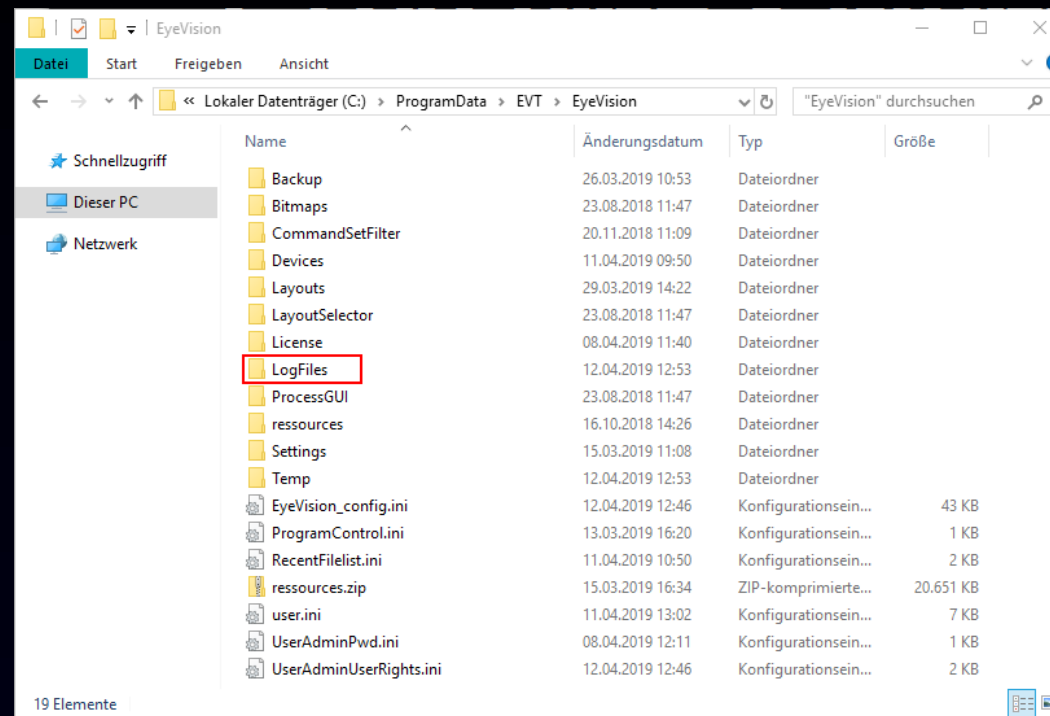 EyeVision
Datei Start Freigeben Ansicht
« Lokaler Datenträger (C:) > ProgramData > EVT > EyeVision "EyeVision" durchsuchen
Name Änderungsdatum Typ Größe
Schnellzugriff
Dieser PC
Netzwerk
Backup 26.03.2019 10:53 Dateiordner
Bitmaps 23.08.2018 11:47 Dateiordner
CommandSetFilter 20.11.2018 11:09 Dateiordner
Devices 11.04.2019 09:50 Dateiordner
Layouts 29.03.2019 14:22 Dateiordner
LayoutSelector 23.08.2018 11:47 Dateiordner
License 08.04.2019 11:40 Dateiordner
LogFiles 12.04.2019 12:53 Dateiordner
ProcessGUI 23.08.2018 11:47 Dateiordner
ressources 16.10.2018 14:26 Dateiordner
Settings 15.03.2019 11:08 Dateiordner
Temp 12.04.2019 12:53 Dateiordner
EyeVision_config.ini 12.04.2019 12:46 Konfigurationsein... 43 KB
ProgramControl.ini 13.03.2019 16:20 Konfigurationsein... 1 KB
RecentFilelist.ini 11.04.2019 10:50 Konfigurationsein... 2 KB
ressources.zip 15.03.2019 16:34 ZIP-komprimierte... 20.651 KB
user.ini 11.04.2019 13:02 Konfigurationsein... 7 KB
UserAdminPwd.ini 08.04.2019 12:11 Konfigurationsein... 1 KB
UserAdminUserRights.ini 12.04.2019 12:46 Konfigurationsein... 2 KB
19 Elemente